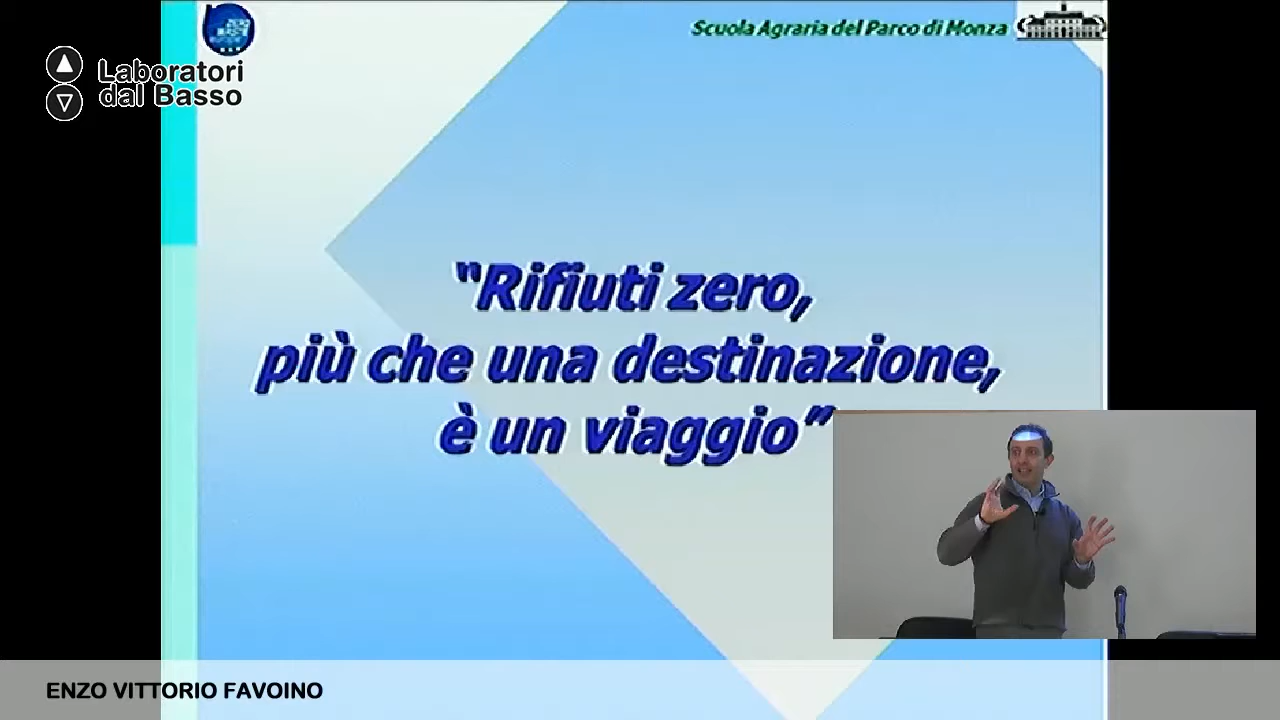 Scuola Agraria del Parco di Monza
Laboratori
dal Basso
“Rifiuti zero,
più che una destinazione,
è un viaggio”
ENZO VITTORIO FAVOINO